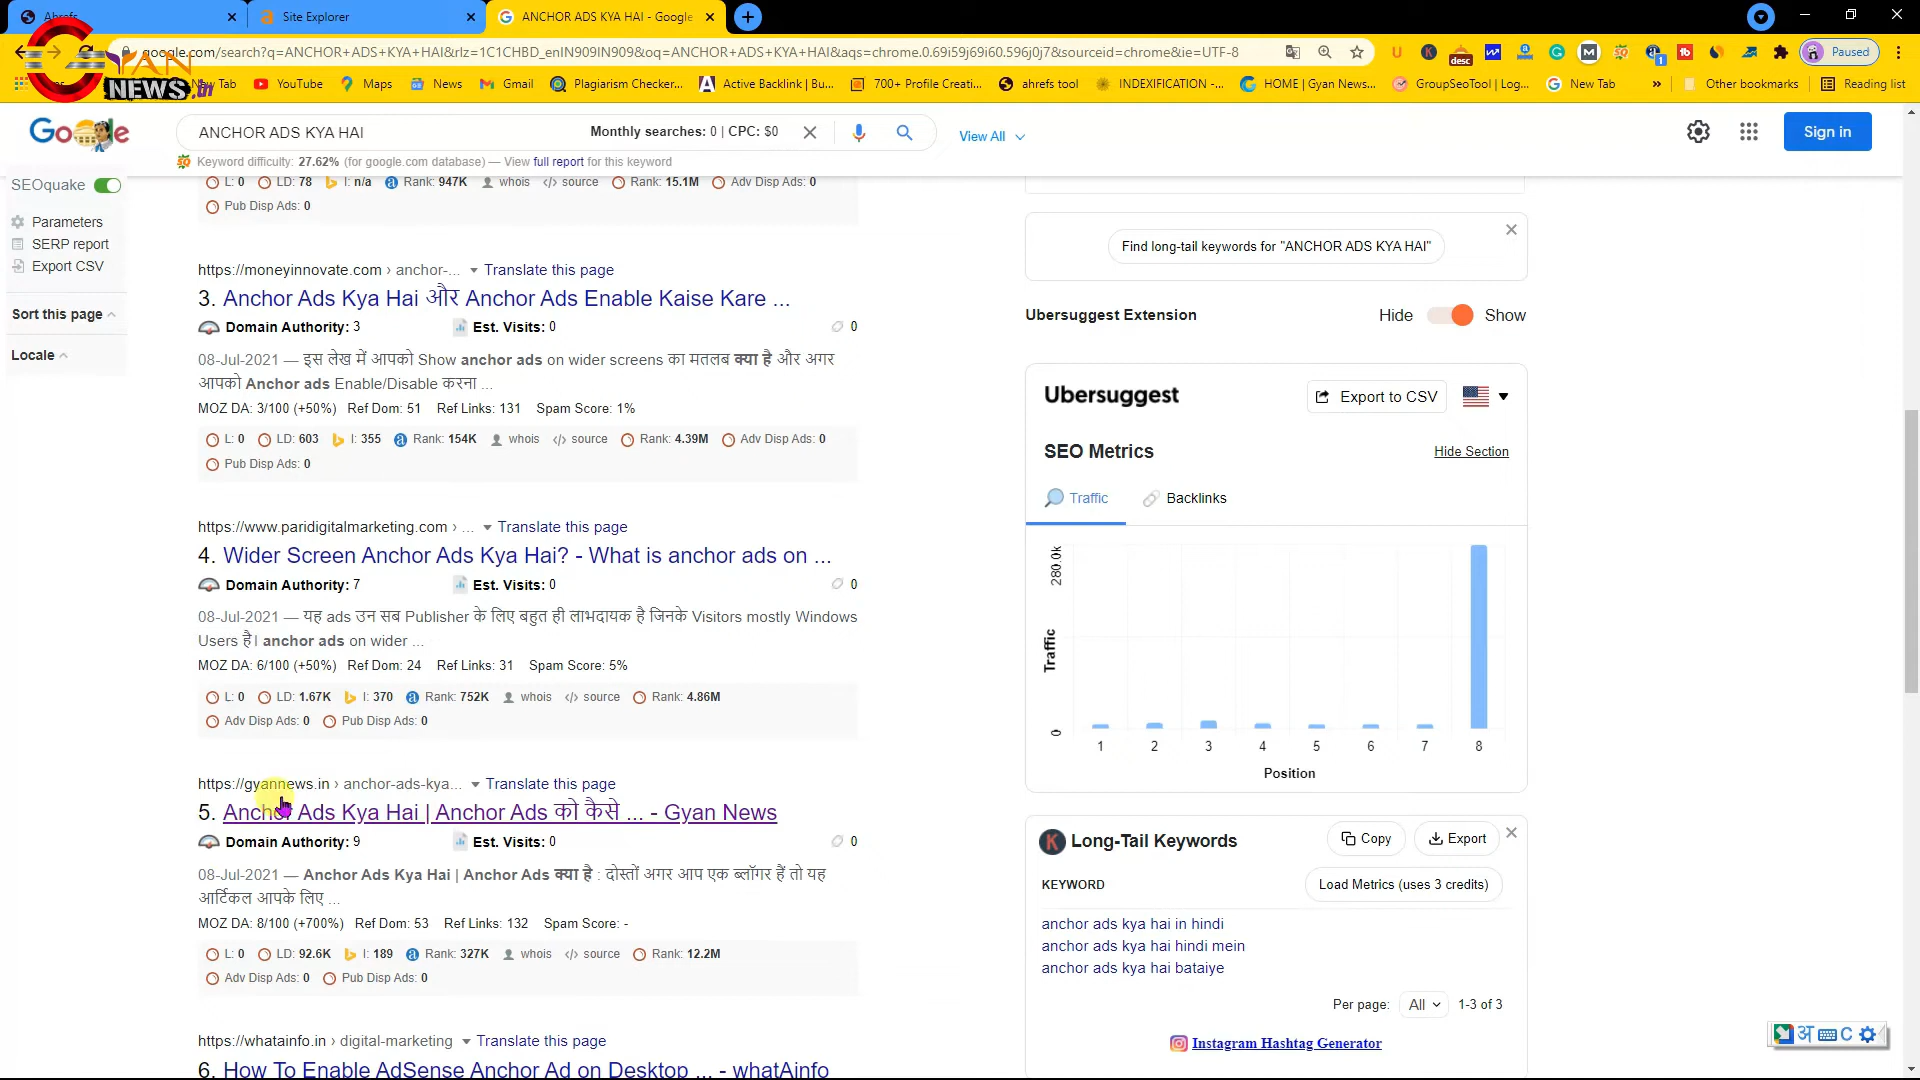 Ahrefs
Site Explorer
ANCHOR ADS KYA HAI - Google
google.com/search?q=ANCHOR+ADS+KYA+HAI&rlz=1C1CHBD_enIN909IN909&oq=ANCHOR+ADS+KYA+HAI&aqs=chrome.0.69i59j69i60.596j0j7&sourceid=chrome&ie=UTF-8
desc
Paused
GYAN
NEWS.in
Tab
YouTube
Maps
News
Gmail
Plagiarism Checker...
Active Backlink | Bu...
700+ Profile Creati...
ahrefs tool
INDEXIFICATION -...
HOME | Gyan News...
GroupSeoTool | Log...
New Tab
»
Other bookmarks
Reading list
ANCHOR ADS KYA HAI
Monthly searches: 0 | CPC: $0
View All
Sign in
Keyword difficulty: 27.62% (for google.com database) — View full report for this keyword
SEOquake
Parameters
SERP report
Export CSV
Sort this page
Locale
L: 0 LD: 78 I: n/a Rank: 947K whois source Rank: 15.1M Adv Disp Ads: 0
Pub Disp Ads: 0
https://moneyinnovate.com › anchor-... Translate this page
3. Anchor Ads Kya Hai और Anchor Ads Enable Kaise Kare ...
Domain Authority: 3 Est. Visits: 0 0
08-Jul-2021 — इस लेख में आपको Show anchor ads on wider screens का मतलब क्या है और अगर
आपको Anchor ads Enable/Disable करना ...
MOZ DA: 3/100 (+50%) Ref Dom: 51 Ref Links: 131 Spam Score: 1%
L: 0 LD: 603 I: 355 Rank: 154K whois source Rank: 4.39M Adv Disp Ads: 0
Pub Disp Ads: 0
https://www.paridigitalmarketing.com › ... Translate this page
4. Wider Screen Anchor Ads Kya Hai? - What is anchor ads on ...
Domain Authority: 7 Est. Visits: 0 0
08-Jul-2021 — यह ads उन सब Publisher के लिए बहुत ही लाभदायक है जिनके Visitors mostly Windows
Users है। anchor ads on wider ...
MOZ DA: 6/100 (+50%) Ref Dom: 24 Ref Links: 31 Spam Score: 5%
L: 0 LD: 1.67K I: 370 Rank: 752K whois source Rank: 4.86M
Adv Disp Ads: 0 Pub Disp Ads: 0
https://gyannews.in › anchor-ads-kya... Translate this page
5. Anchor Ads Kya Hai | Anchor Ads को कैसे ... - Gyan News
Domain Authority: 9 Est. Visits: 0 0
08-Jul-2021 — Anchor Ads Kya Hai | Anchor Ads क्या है : दोस्तों अगर आप एक ब्लॉगर हैं तो यह
आर्टिकल आपके लिए ...
MOZ DA: 8/100 (+700%) Ref Dom: 53 Ref Links: 132 Spam Score: -
L: 0 LD: 92.6K I: 189 Rank: 327K whois source Rank: 12.2M
Adv Disp Ads: 0 Pub Disp Ads: 0
https://whatainfo.in › digital-marketing Translate this page
6. How To Enable AdSense Anchor Ad on Desktop ... - whatAinfo
Find long-tail keywords for "ANCHOR ADS KYA HAI"
Ubersuggest Extension
Hide Show
Ubersuggest
Export to CSV
SEO Metrics
Hide Section
Traffic
Backlinks
280.0k
Traffic
0
1 2 3 4 5 6 7 8
Position
Long-Tail Keywords
Copy
Export
KEYWORD
Load Metrics (uses 3 credits)
anchor ads kya hai in hindi
anchor ads kya hai hindi mein
anchor ads kya hai bataiye
Per page: All 1-3 of 3
Instagram Hashtag Generator
अ
C